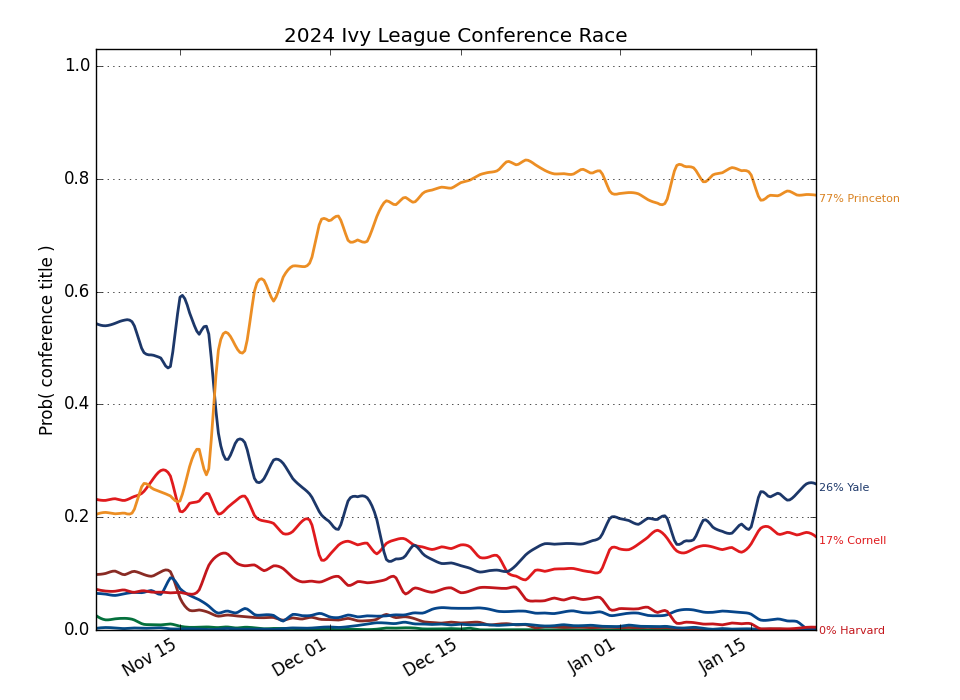 2024 Ivy League Conference Race
Prob( conference title )
1.0
0.8
0.6
0.4
0.2
0.0
77% Princeton
26% Yale
17% Cornell
0% Harvard
Nov 15
Dec 01
Dec 15
Jan 01
Jan 15